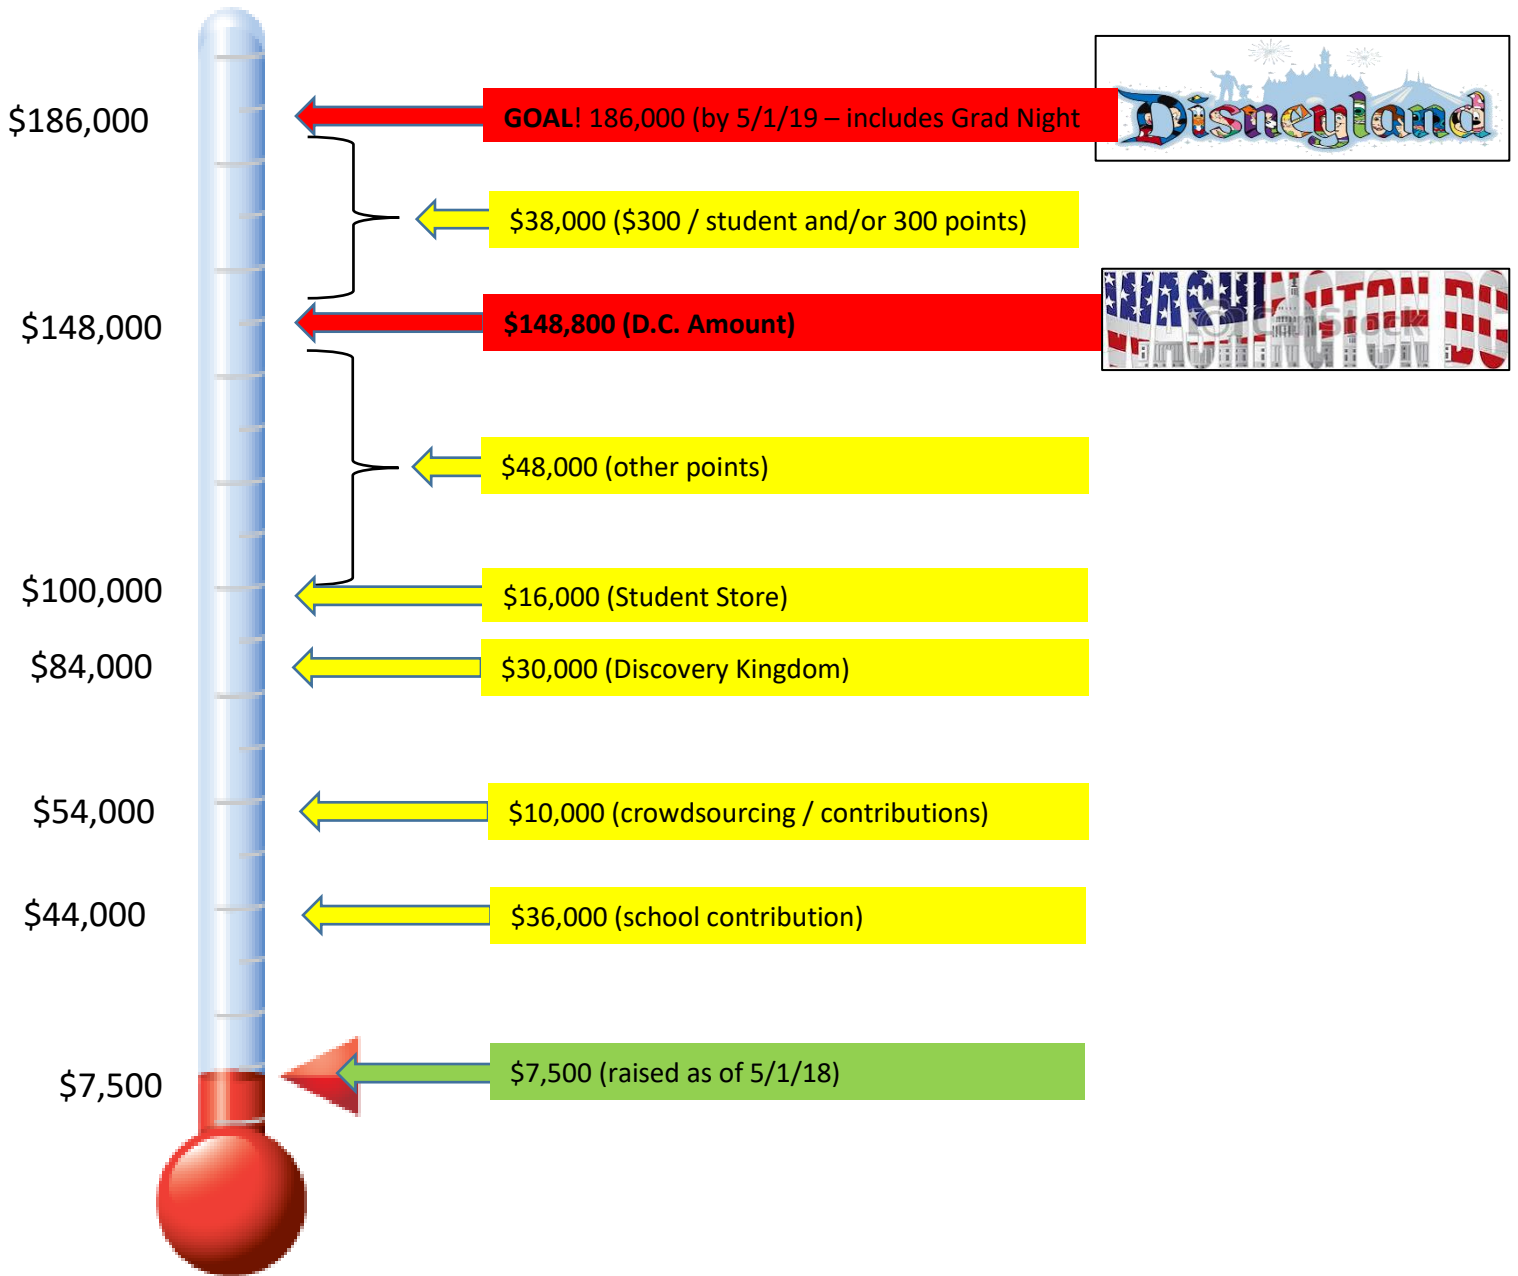 $186,000
GOAL! 186,000 (by 5/1/19 – includes Grad Night
Disneyland
$38,000 ($300 / student and/or 300 points)
$148,000
$148,800 (D.C. Amount)
WASHINGTON DC
© CanStock
$48,000 (other points)
$100,000
$16,000 (Student Store)
$84,000
$30,000 (Discovery Kingdom)
$54,000
$10,000 (crowdsourcing / contributions)
$44,000
$36,000 (school contribution)
$7,500
$7,500 (raised as of 5/1/18)